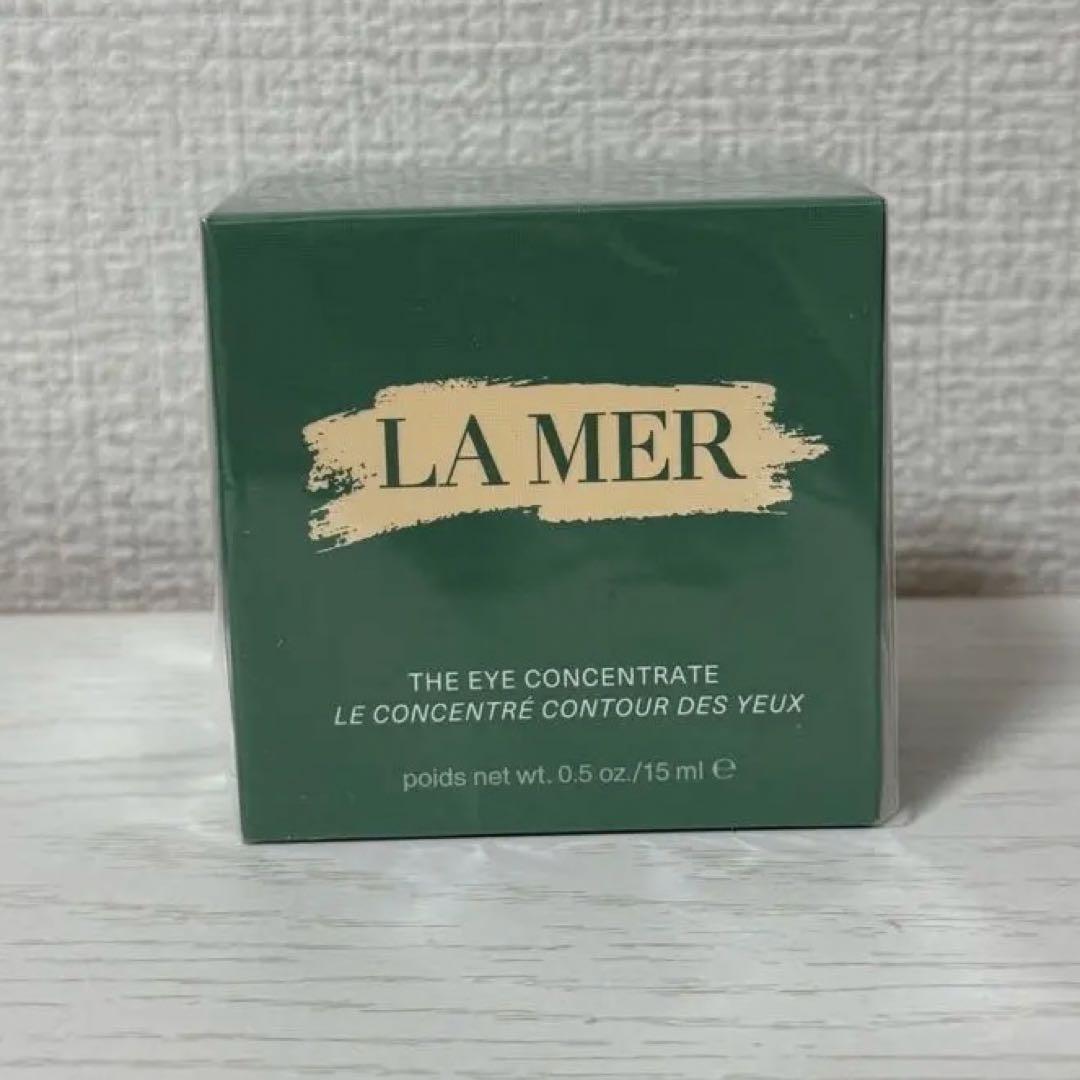 LA MER
THE EYE CONCENTRATE
LE CONCENTRÉ CONTOUR DES YEUX
poids net wt. 0.5 oz./15 ml ℮